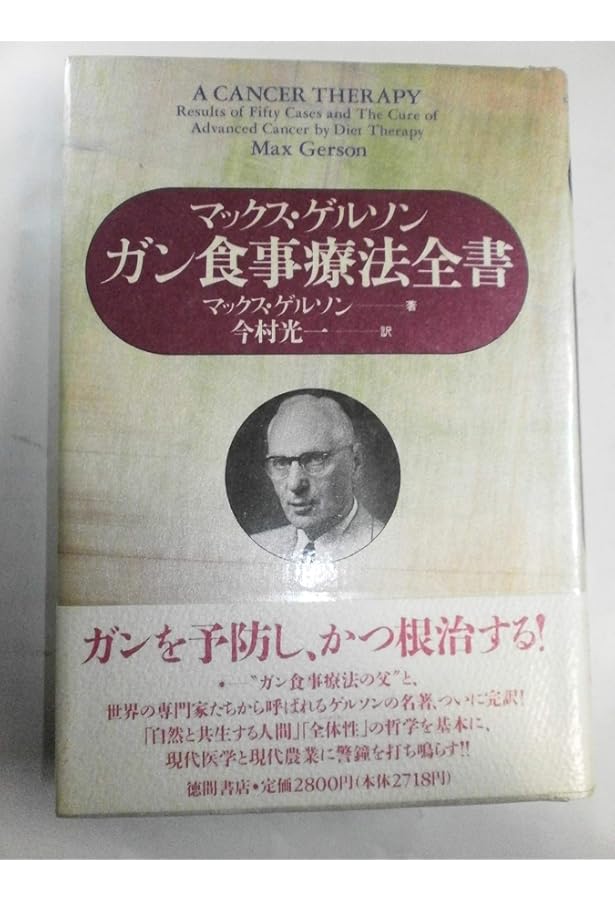 A CANCER THERAPY
Results of Fifty Cases and The Cure of
Advanced Cancer by Diet Therapy
Max Gerson
マックス・ゲルソン
ガン食事療法全書
マックス・ゲルソン——著
今村光一——訳
ガンを予防し、かつ根治する!
•——“ガン食事療法の父”と、
世界の専門家たちから呼ばれるゲルソンの名著、ついに完訳!
「自然と共生する人間」「全体性」の哲学を基本に、
現代医学と現代農業に警鐘を打ち鳴らす!!
徳間書店•定価2800円(本体2718円)